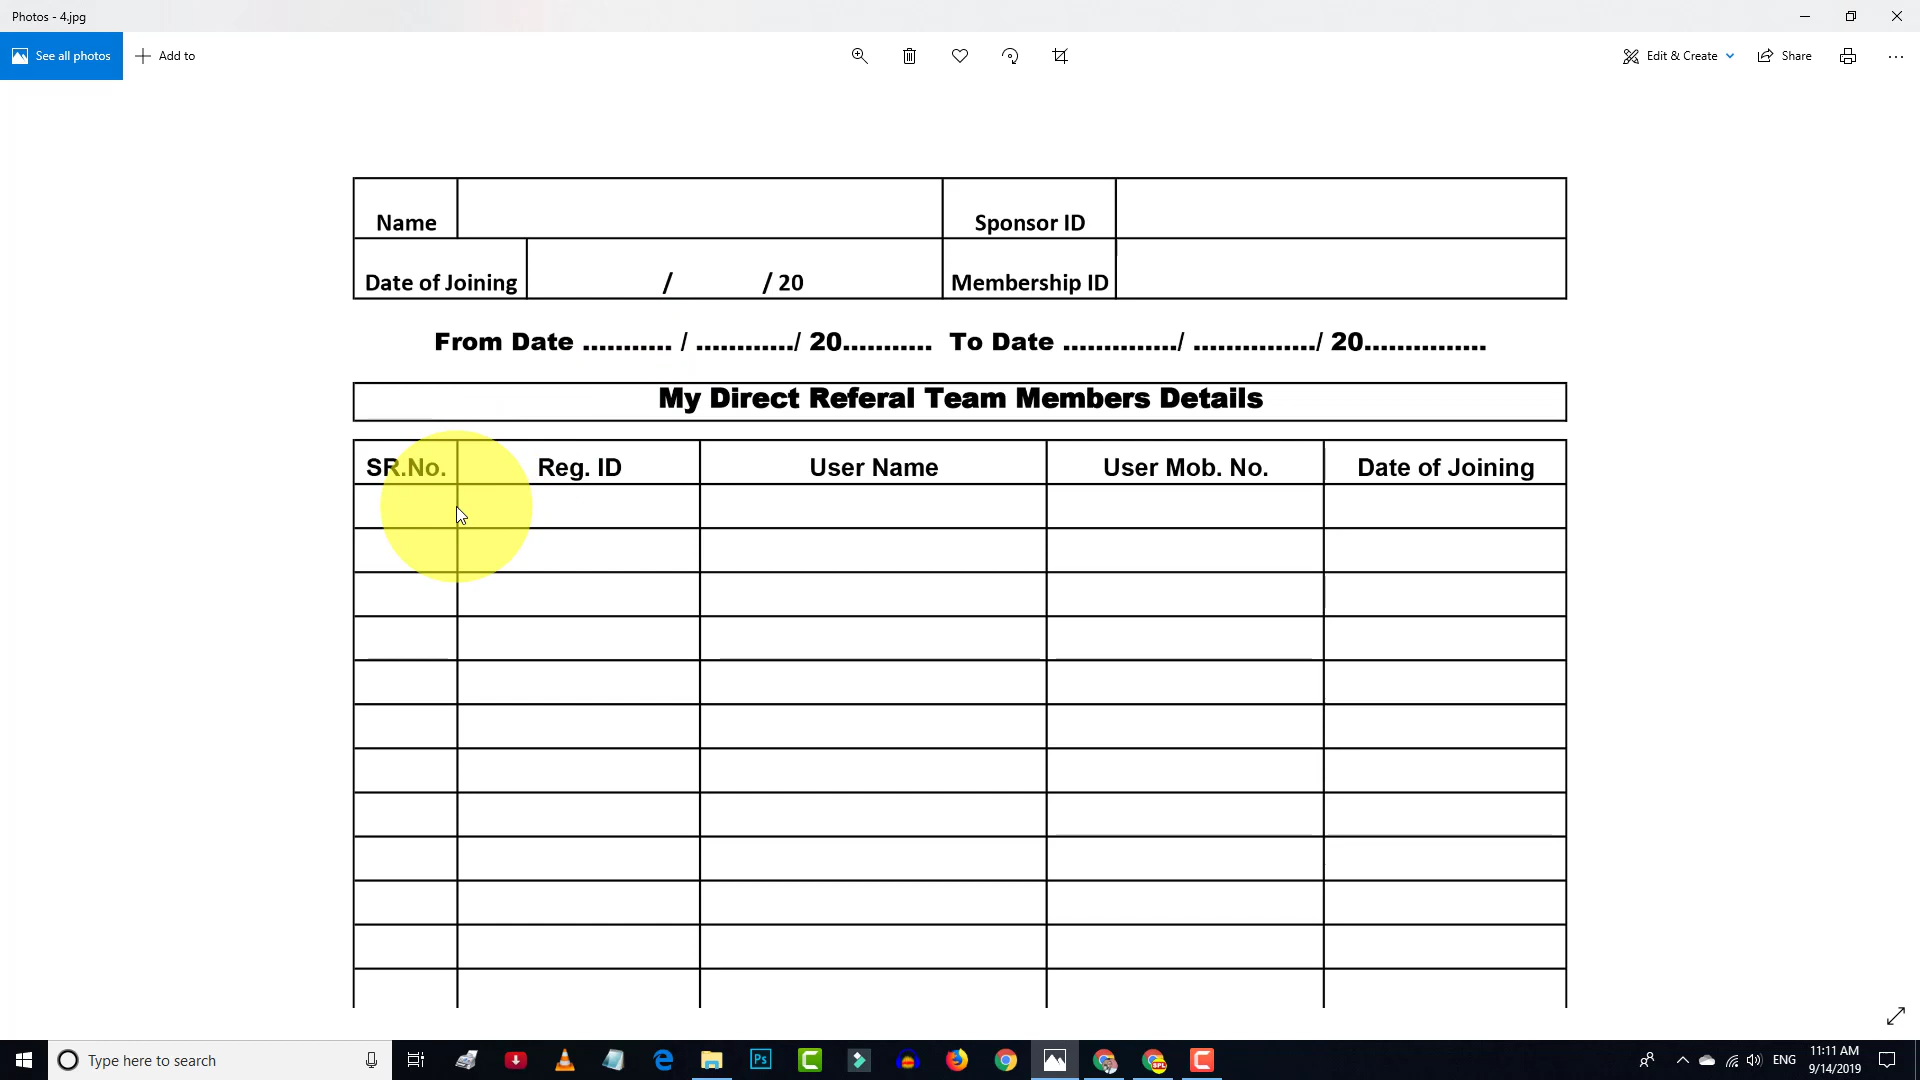 Photos - 4.jpg
See all photos
Add to
Edit & Create
Share
Name
Sponsor ID
Date of Joining / / 20 Membership ID
From Date ........... / ............/ 20........... To Date ............../ .............../ 20...............
My Direct Referal Team Members Details
SR.No. Reg. ID User Name User Mob. No. Date of Joining
Type here to search
Ps
SPL
ENG
11:11 AM
9/14/2019